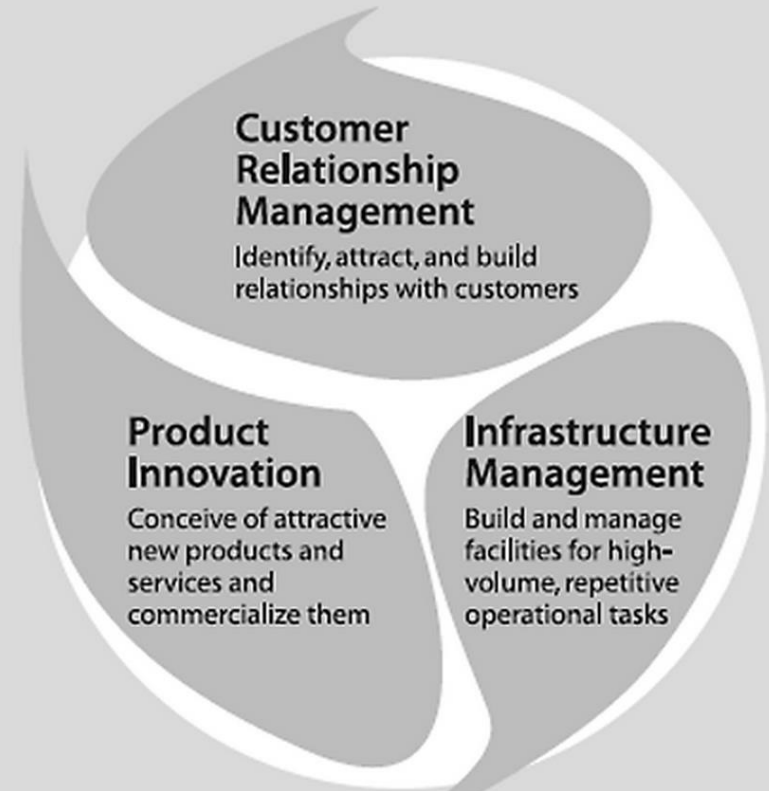 Customer
Relationship
Management
Identify, attract, and build
relationships with customers
Product
Innovation
Conceive of attractive
new products and
services and
commercialize them
Infrastructure
Management
Build and manage
facilities for high-
volume, repetitive
operational tasks